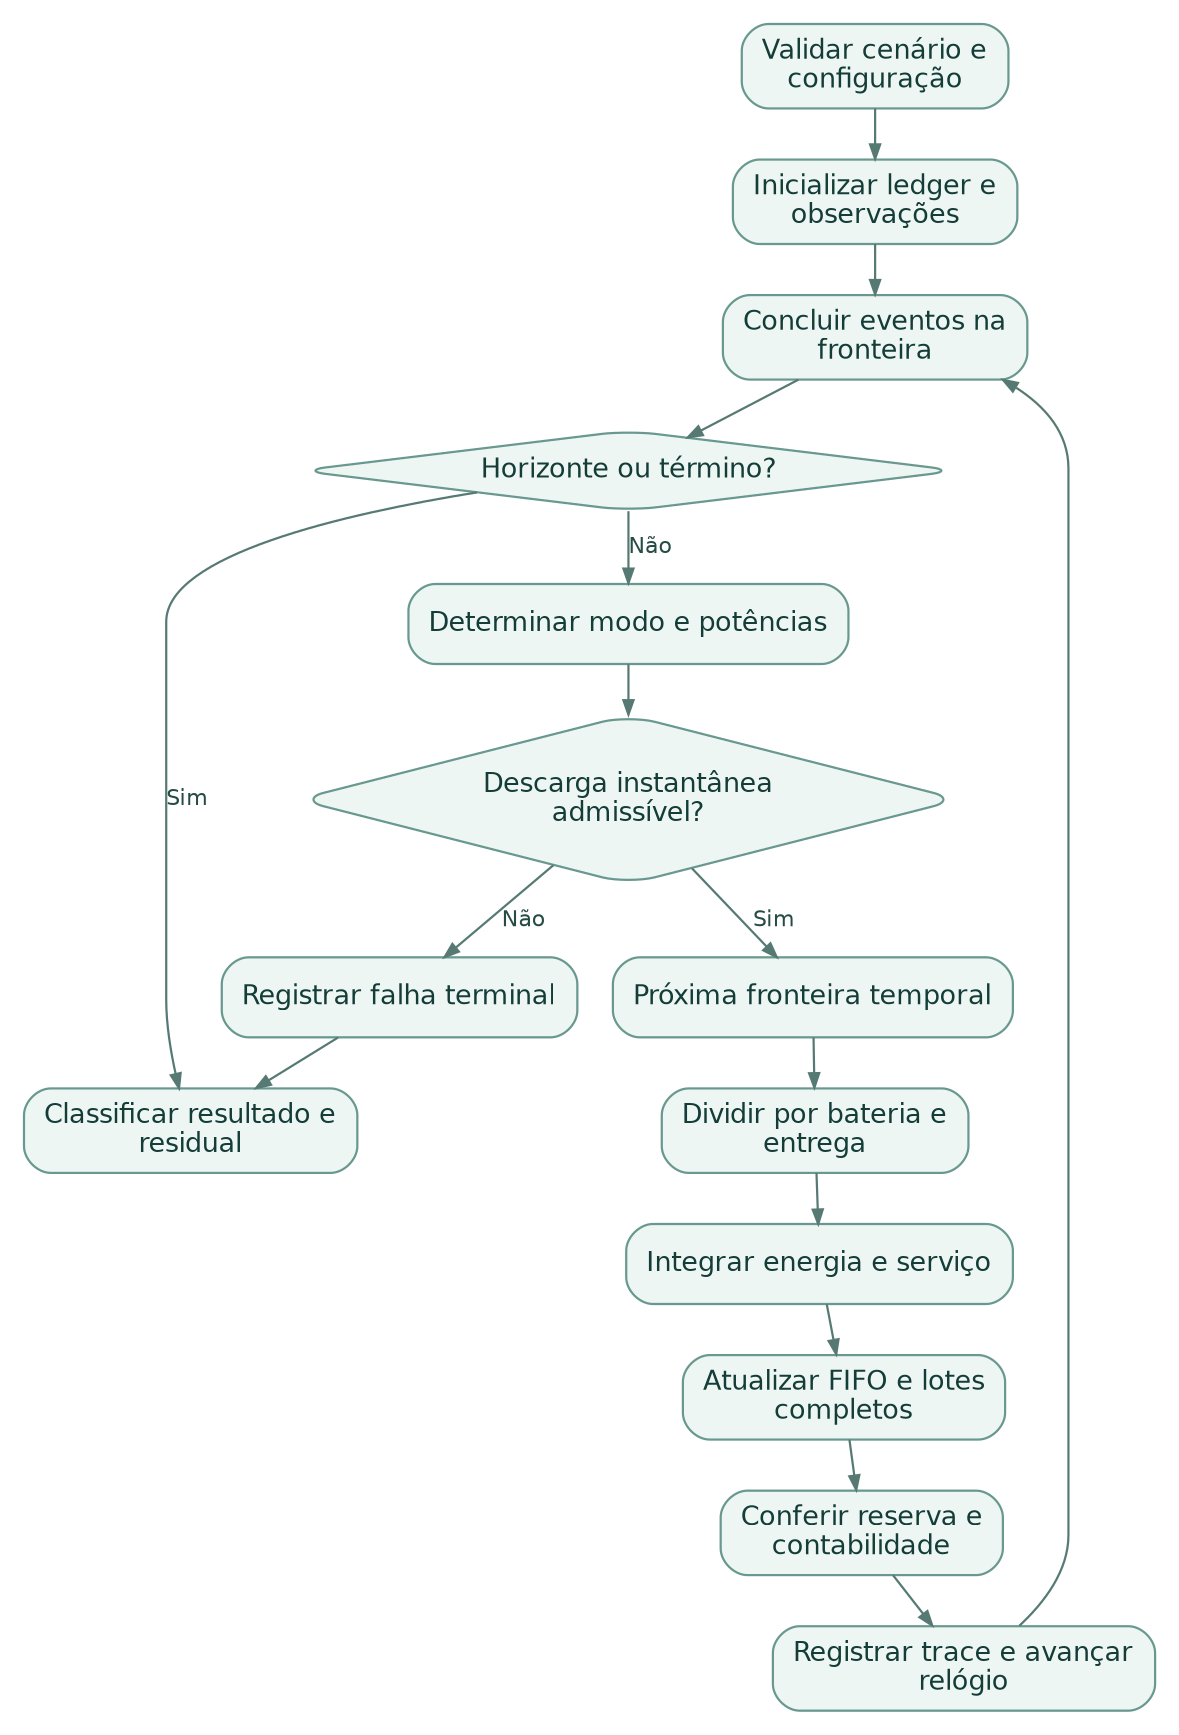 Validar cenário e
configuração
Inicializar ledger e
observações
Concluir eventos na
fronteira
Horizonte ou término?
Não
Determinar modo e potências
Sim
Descarga instantânea
admissível?
Não
Sim
Registrar falha terminal
Próxima fronteira temporal
Classificar resultado e
residual
Dividir por bateria e
entrega
Integrar energia e serviço
Atualizar FIFO e lotes
completos
Conferir reserva e
contabilidade
Registrar trace e avançar
relógio